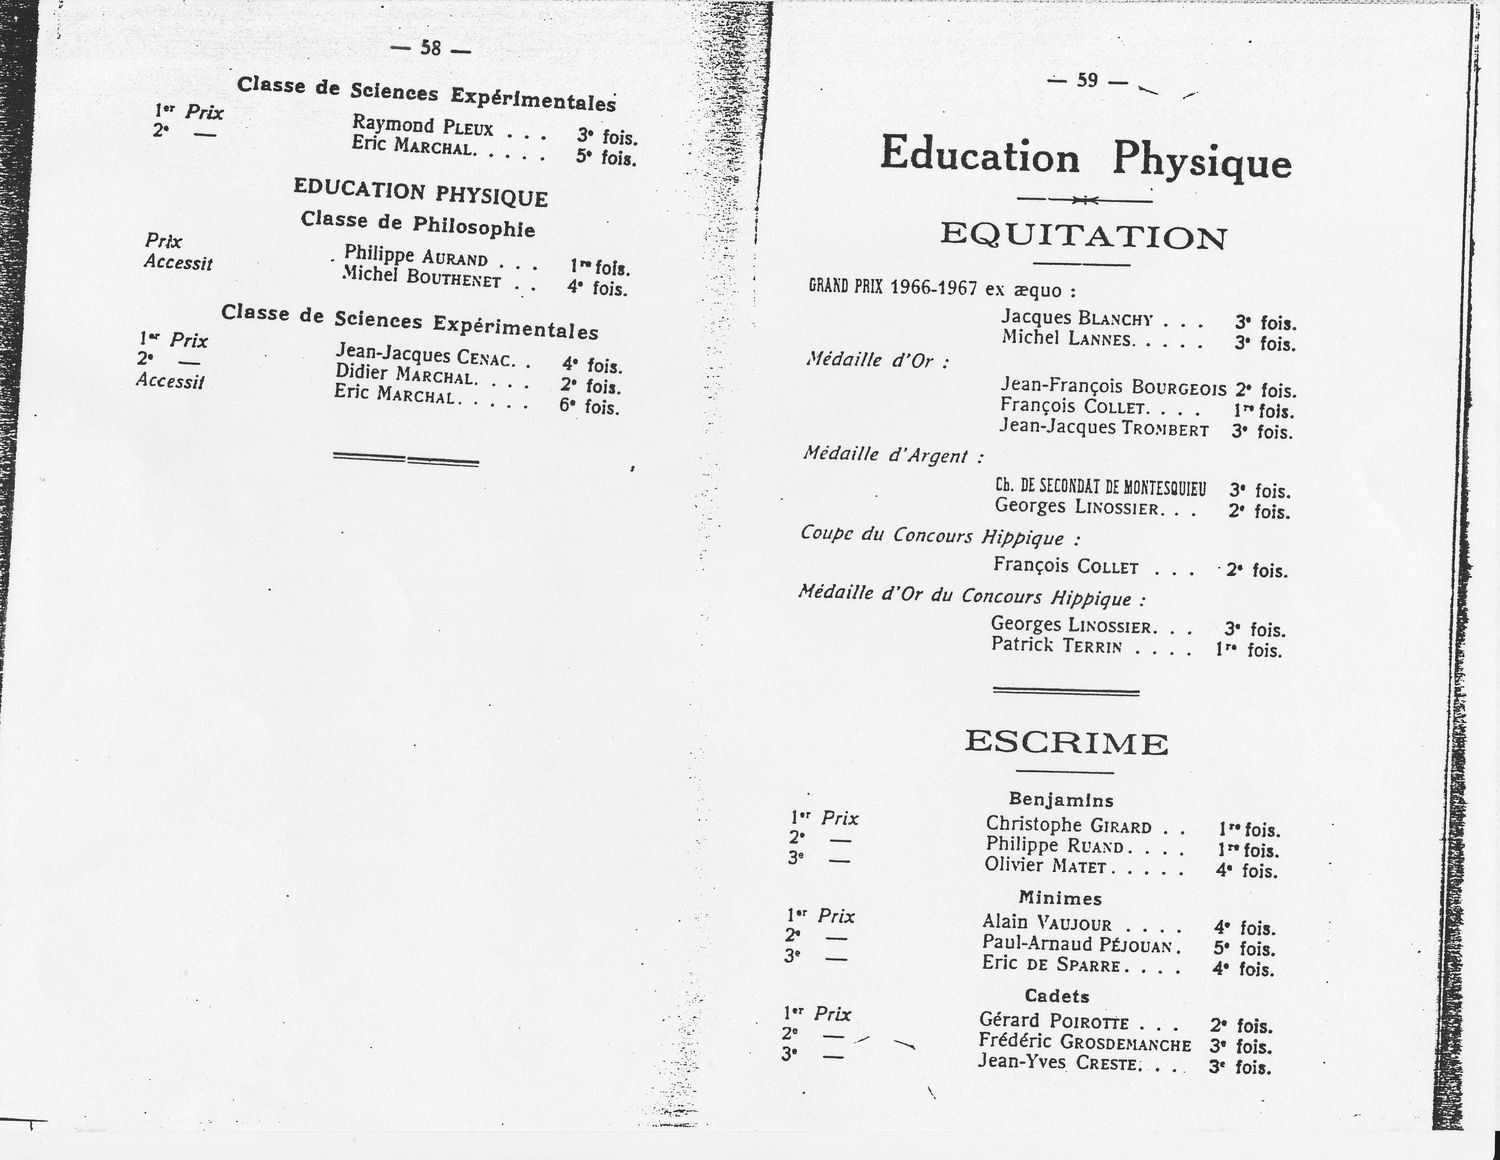 — 58 —
Classe de Sciences Expérimentales
1er Prix Raymond PLEUX . . . 3e fois.
2e — Eric MARCHAL. . . . . 5e fois.
EDUCATION PHYSIQUE
Classe de Philosophie
Prix Philippe AURAND . . . 1re fois.
Accessit Michel BOUTHENET . . 4e fois.
Classe de Sciences Expérimentales
1er Prix Jean-Jacques CENAC. . 4e fois.
2e — Didier MARCHAL. . . . 2e fois.
Accessit Eric MARCHAL. . . . . 6e fois.
— 59 —
Education Physique
EQUITATION
GRAND PRIX 1966-1967 ex æquo :
Jacques BLANCHY . . . 3e fois.
Michel LANNES. . . . . 3e fois.
Médaille d'Or :
Jean-François BOURGEOIS 2e fois.
François COLLET. . . . 1re fois.
Jean-Jacques TROMBERT 3e fois.
Médaille d'Argent :
Ch. DE SECONDAT DE MONTESQUIEU 3e fois.
Georges LINOSSIER. . . 2e fois.
Coupe du Concours Hippique :
François COLLET . . . 2e fois.
Médaille d'Or du Concours Hippique :
Georges LINOSSIER. . . 3e fois.
Patrick TERRIN . . . . 1re fois.
ESCRIME
Benjamins
1er Prix Christophe GIRARD . . 1re fois.
2e — Philippe RUAND. . . . 1re fois.
3e — Olivier MATET. . . . . 4e fois.
Minimes
1er Prix Alain VAUJOUR . . . . 4e fois.
2e — Paul-Arnaud PÉJOUAN. 5e fois.
3e — Eric DE SPARRE. . . . 4e fois.
Cadets
1er Prix Gérard POIROTTE . . . 2e fois.
2e — Frédéric GROSDEMANCHE 3e fois.
3e — Jean-Yves CRESTE. . . . 3e fois.